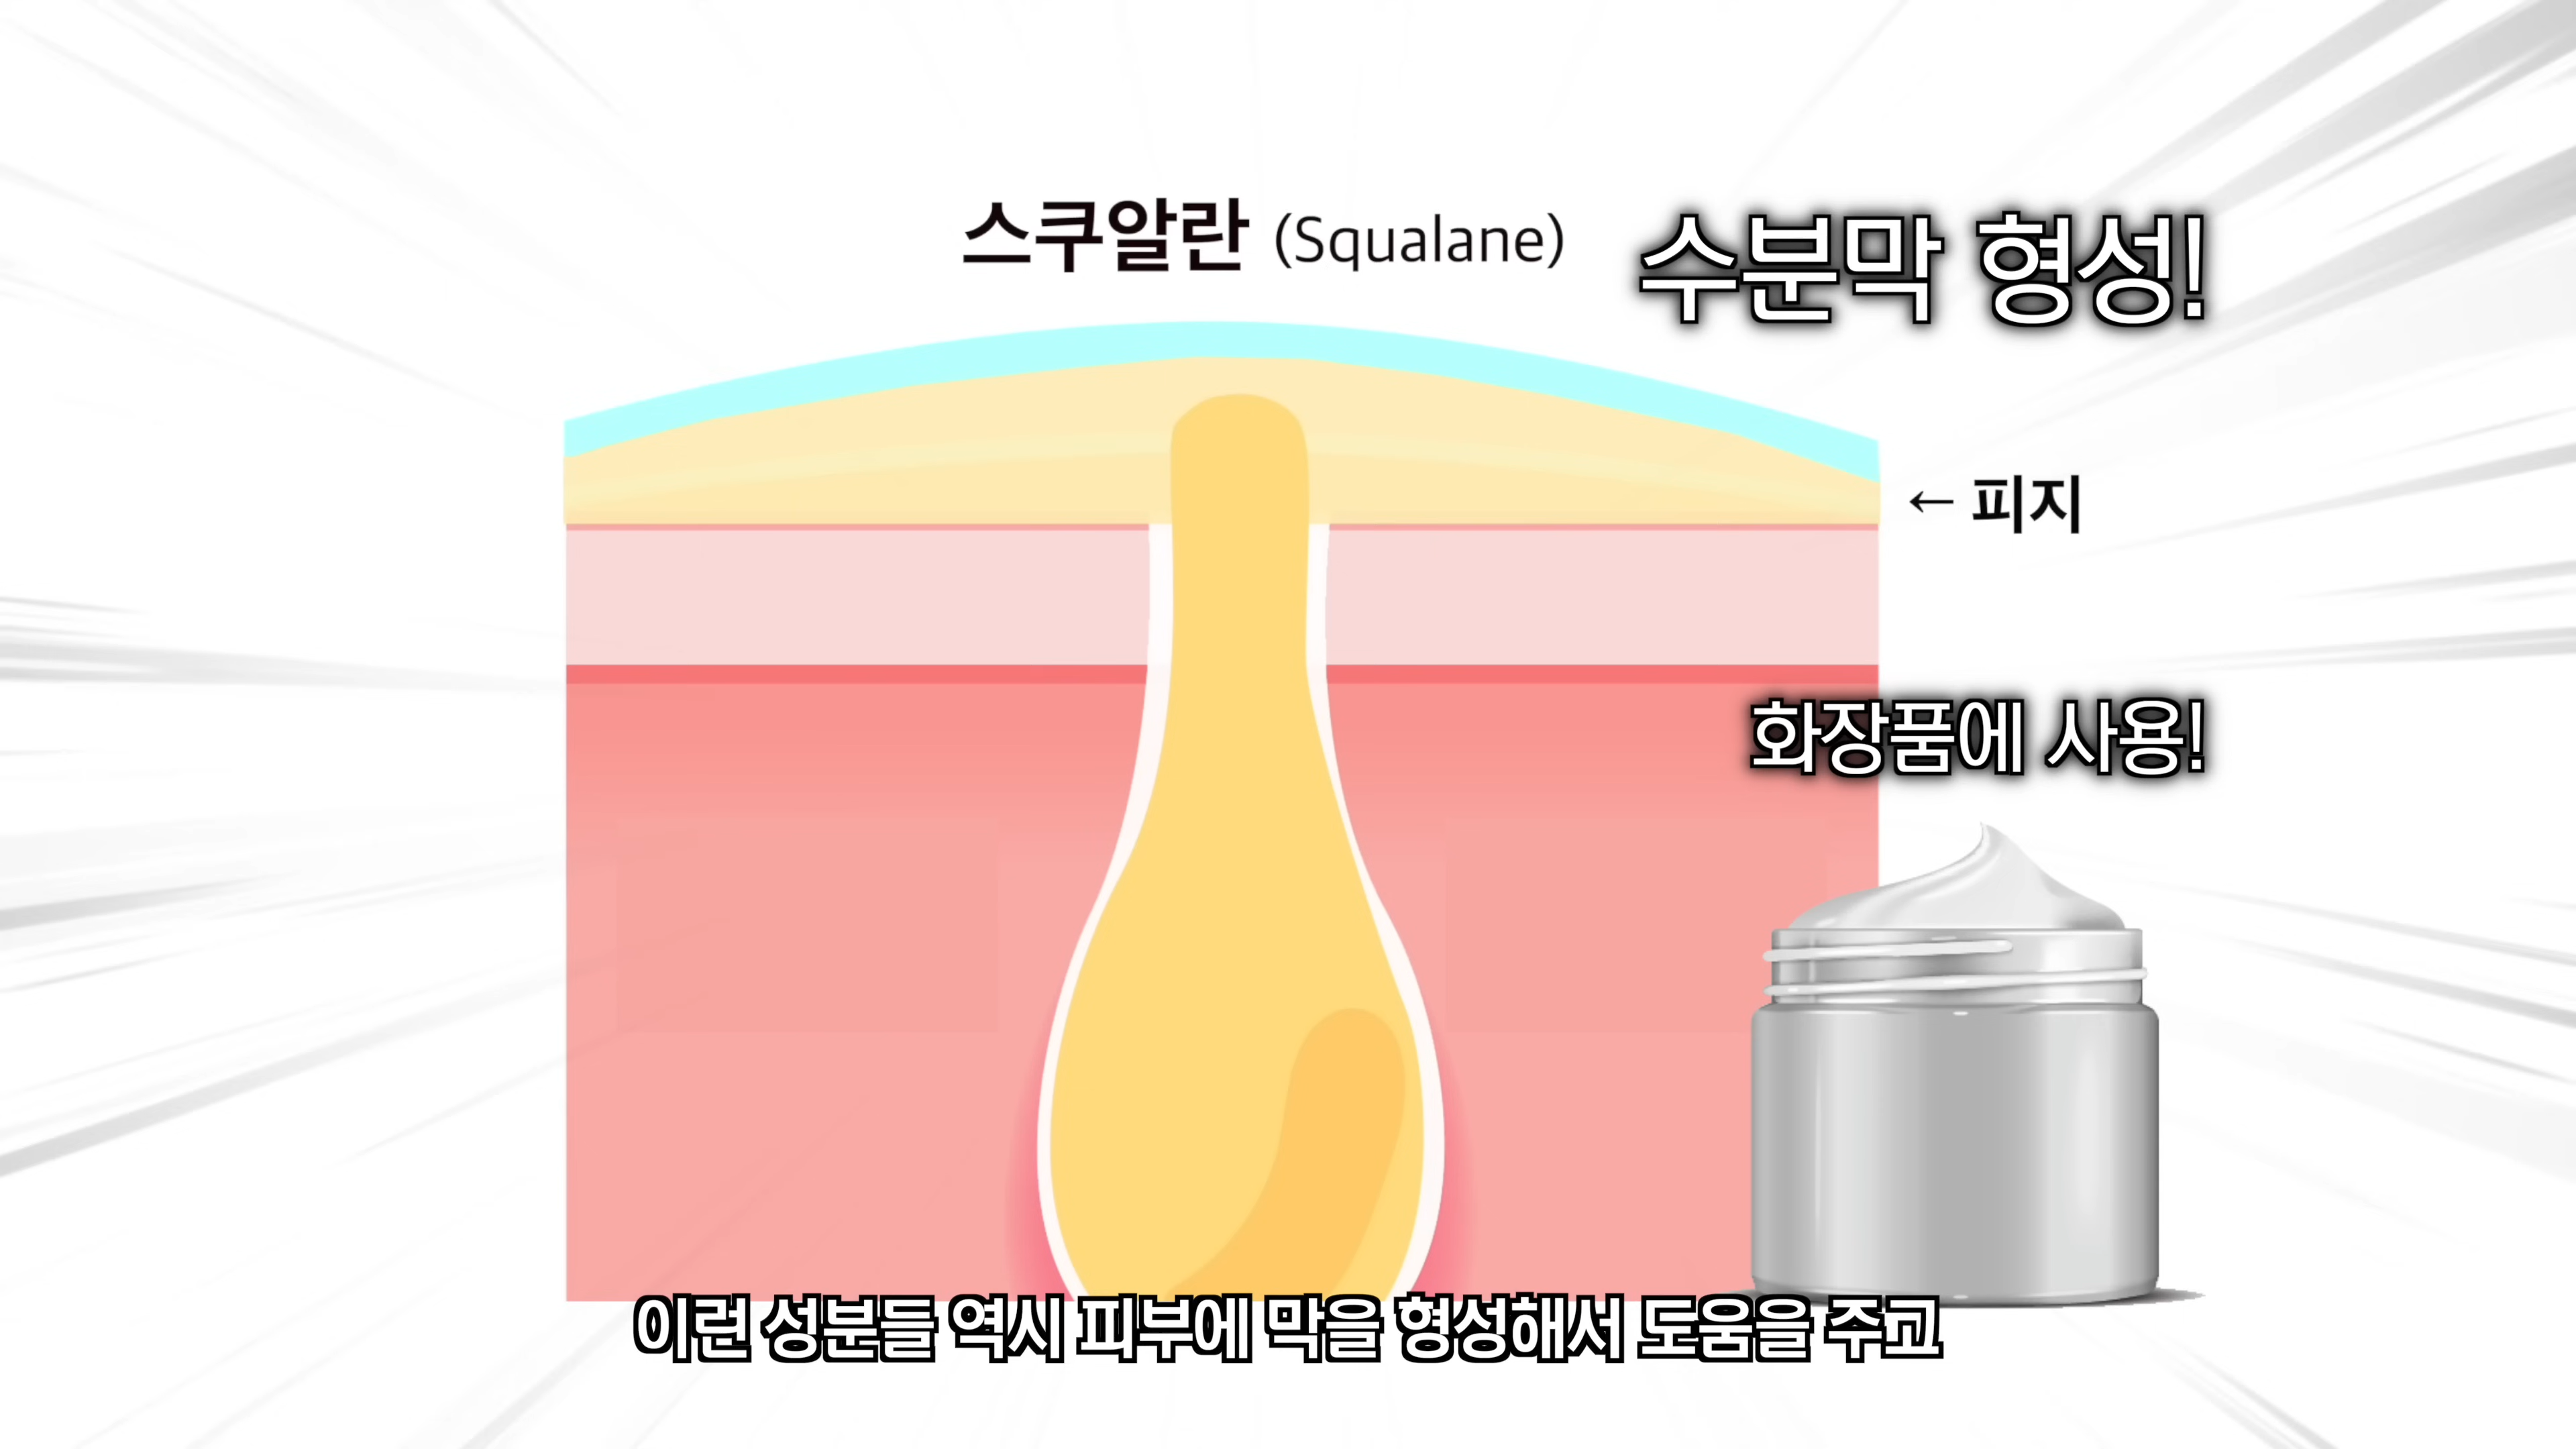 스쿠알란 (Squalane)
수분막 형성!
← 피지
화장품에 사용!
이런 성분들 역시 피부에 막을 형성해서 도움을 주고